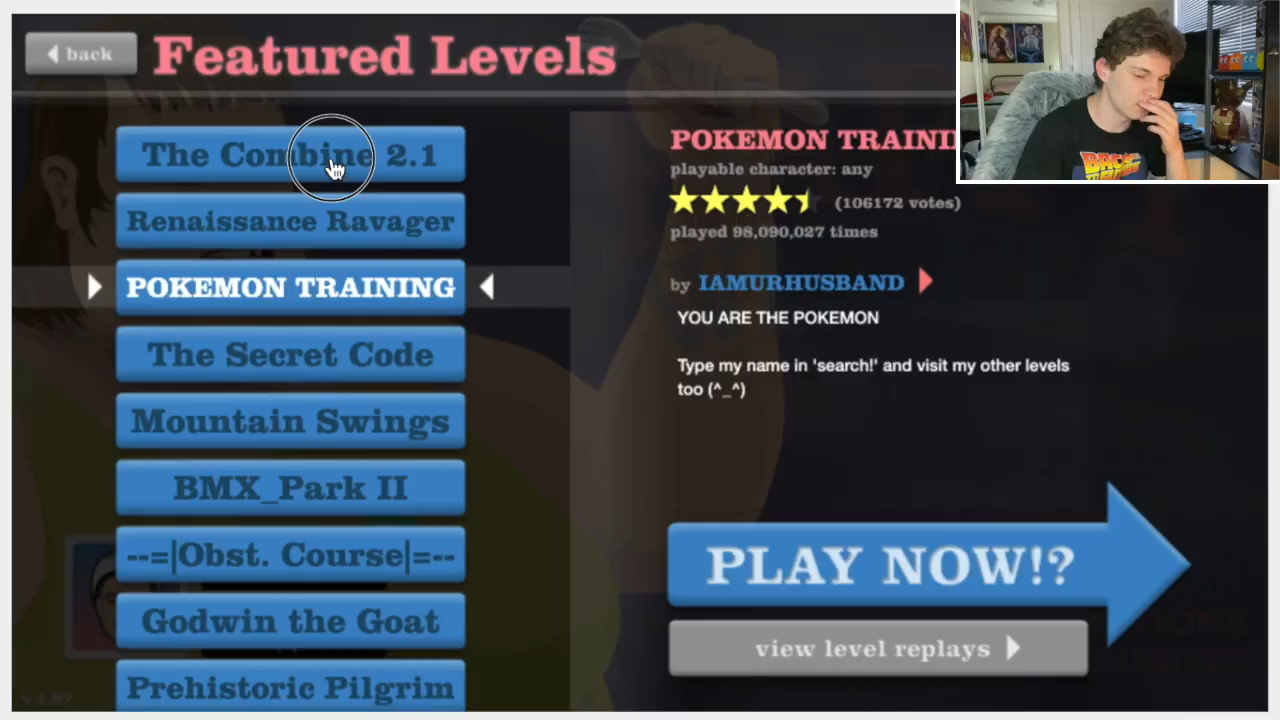 back
Featured Levels
The Combine 2.1
Renaissance Ravager
POKEMON TRAINING
The Secret Code
Mountain Swings
BMX_Park II
--=|Obst. Course|=--
Godwin the Goat
Prehistoric Pilgrim
POKEMON TRAINI
playable character: any
(106172 votes)
played 98,090,027 times
by IAMURHUSBAND
YOU ARE THE POKEMON
Type my name in 'search!' and visit my other levels
too (^_^)
PLAY NOW!?
view level replays
BACK